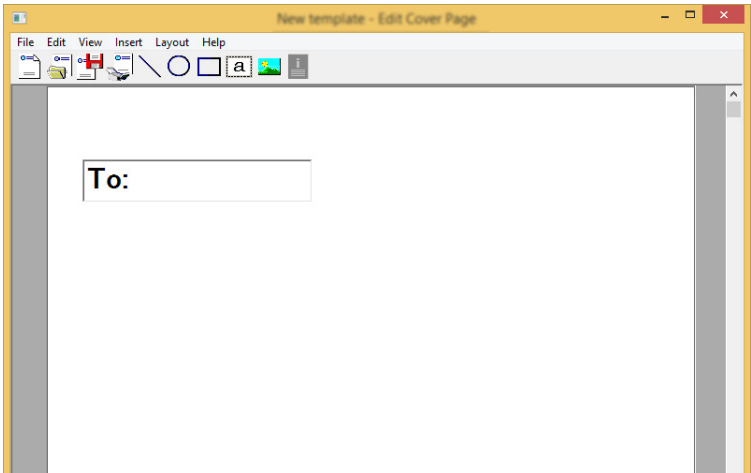 New template - Edit Cover Page
File Edit View Insert Layout Help
a
i
To: